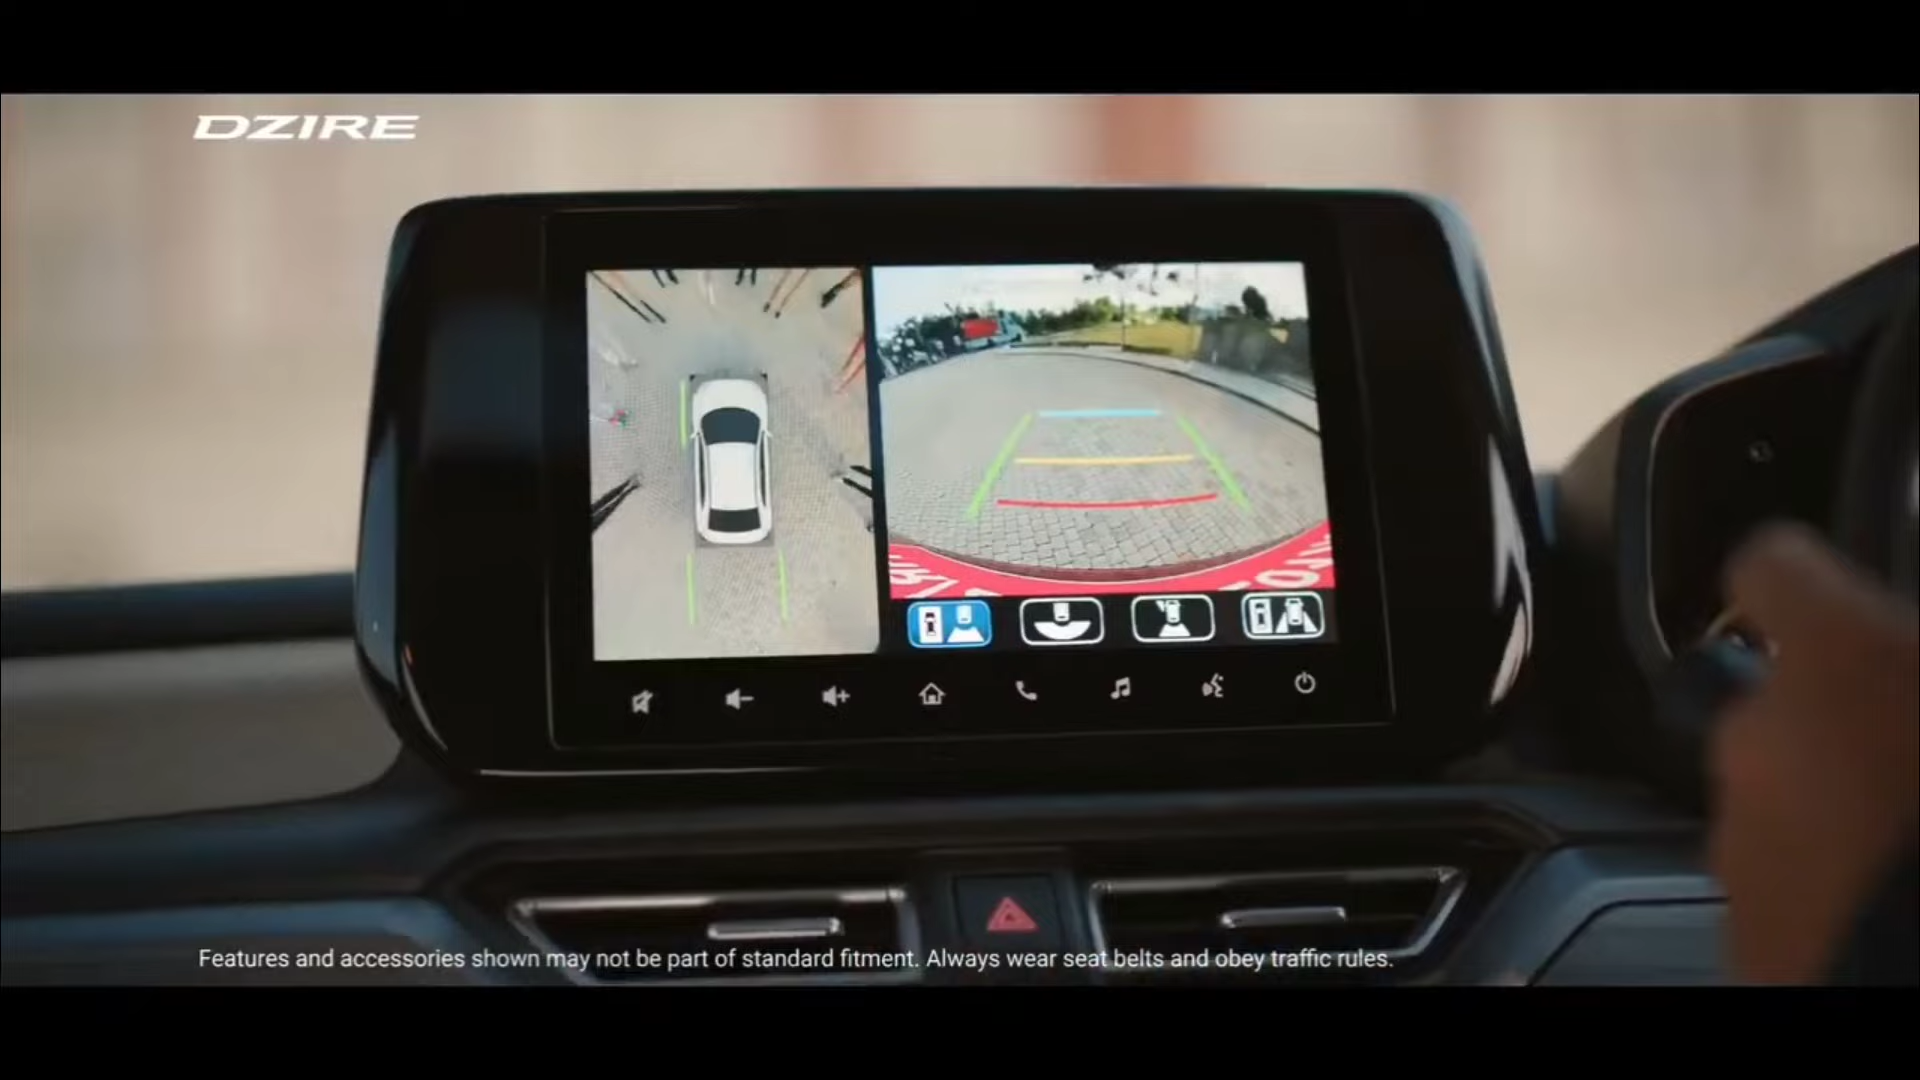 DZIRE
Features and accessories shown may not be part of standard fitment. Always wear seat belts and obey traffic rules.